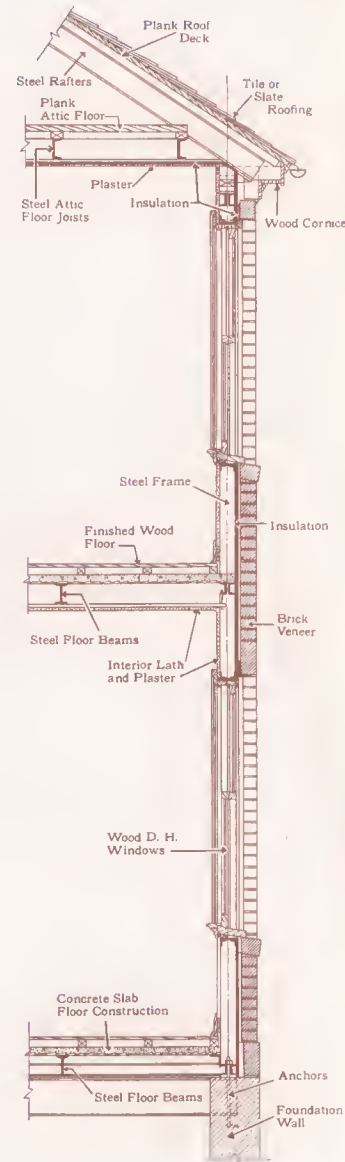 Plank Roof
Deck
Steel Rafters
Tile or
Slate
Roofing
Plank
Attic Floor
Steel Attic
Floor Joists
Plaster
Insulation
Wood Cornice
Steel Frame
Insulation
Finished Wood
Floor
Steel Floor Beams
Brick
Veneer
Interior Lath
and Plaster
Wood D. H.
Windows
Concrete Slab
Floor Construction
Steel Floor Beams
Anchors
Foundation
Wall